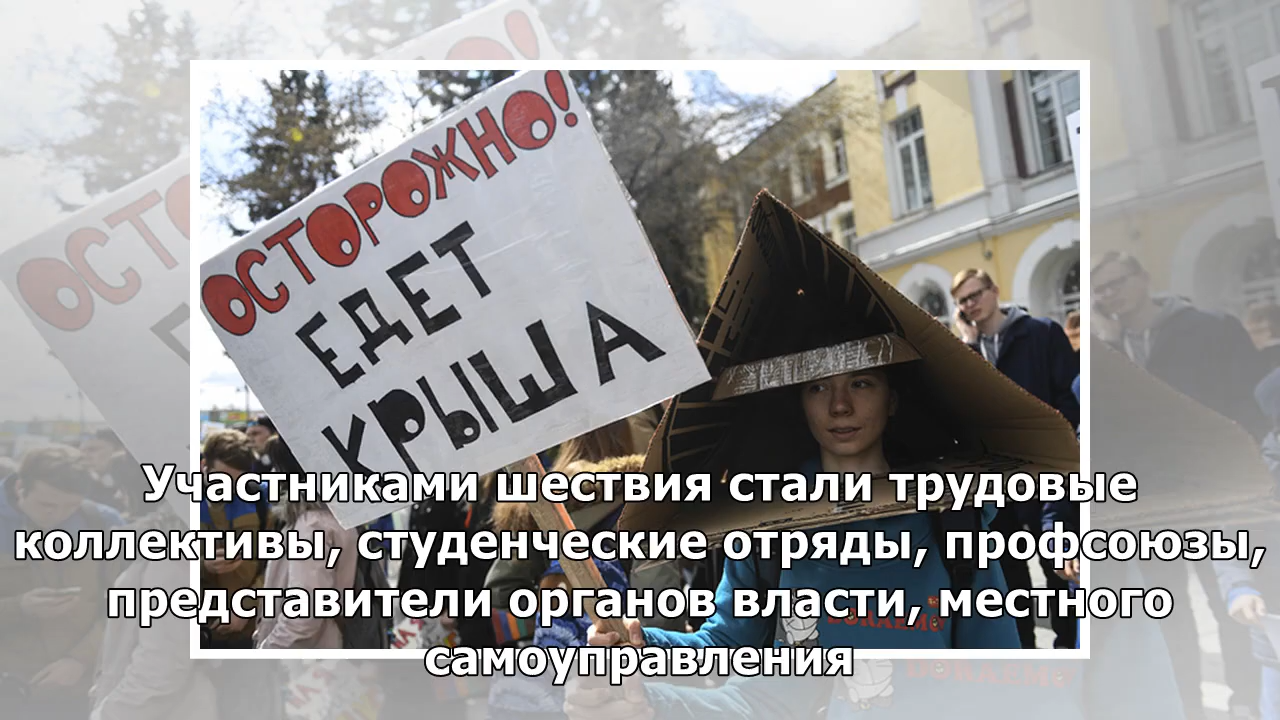 ОСТОРОЖНО!
ЕДЕТ
КРЫША
Участниками шествия стали трудовые
коллективы, студенческие отряды, профсоюзы,
представители органов власти, местного
самоуправления